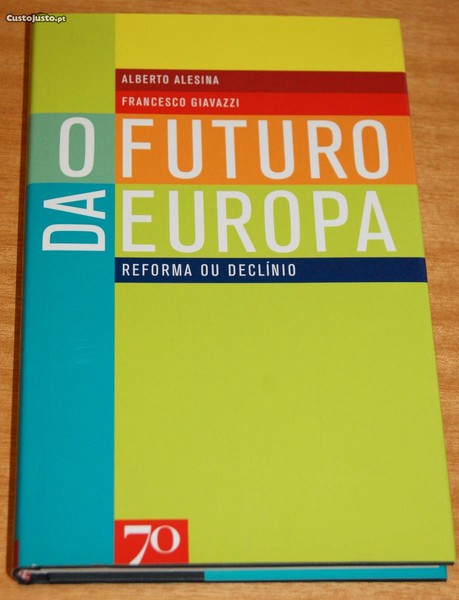 CustoJusto.pt
ALBERTO ALESINA
FRANCESCO GIAVAZZI
O FUTURO
DA EUROPA
REFORMA OU DECLÍNIO
70